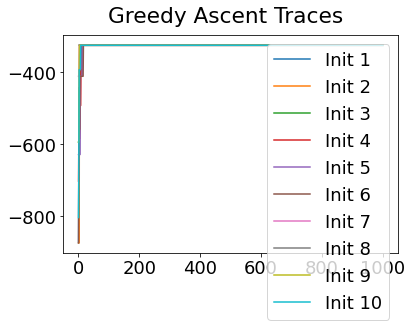 Greedy Ascent Traces
−400
−600
−800
0 200 400 600 800 1000
Init 1
Init 2
Init 3
Init 4
Init 5
Init 6
Init 7
Init 8
Init 9
Init 10